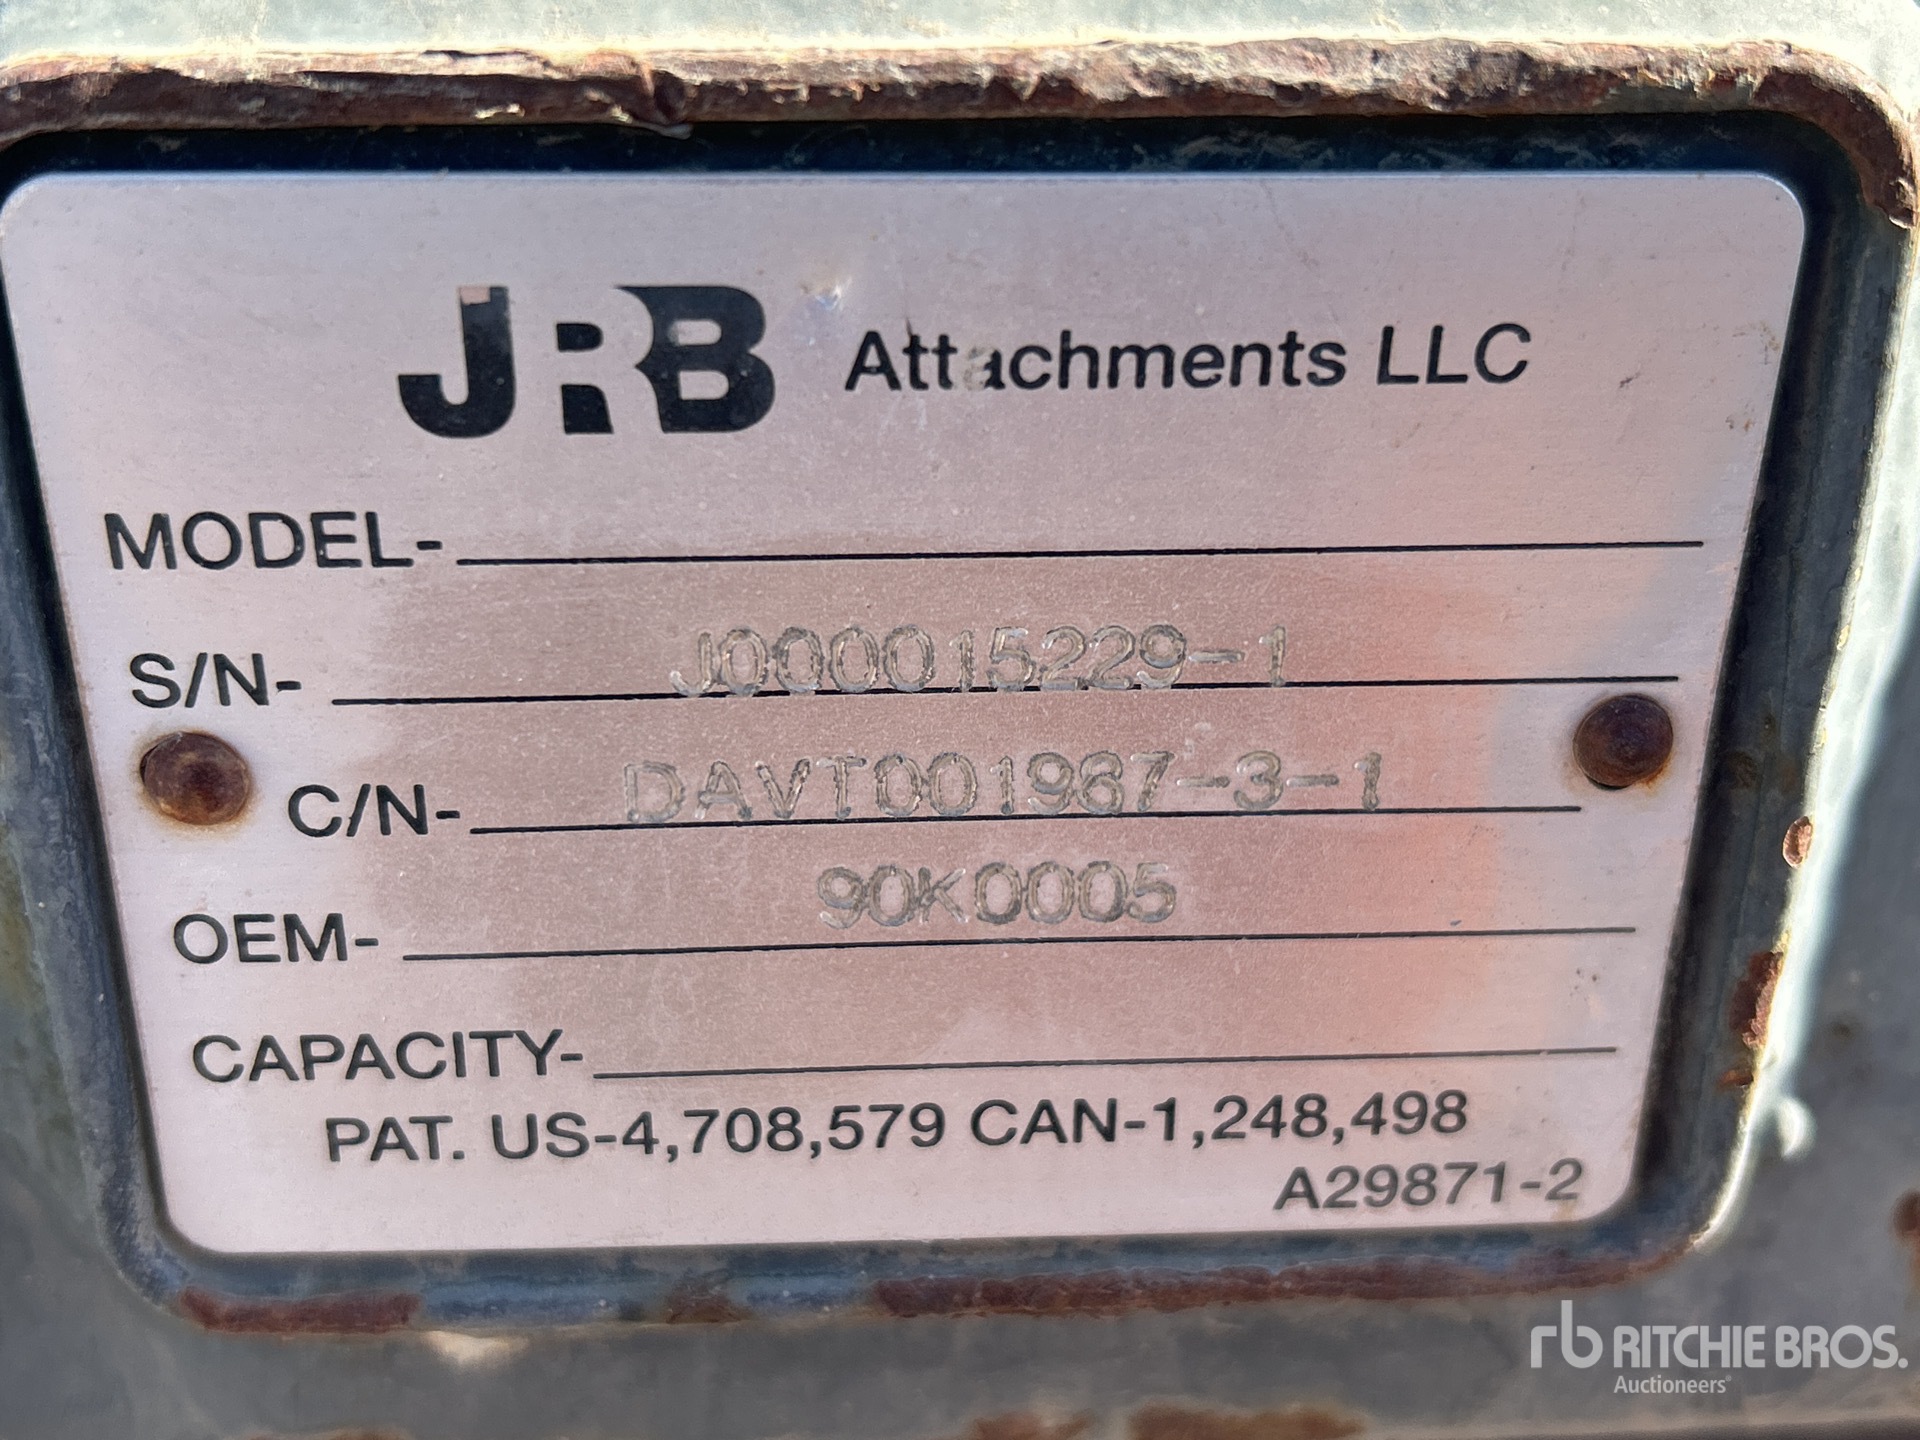 JRB Attachments LLC
MODEL-
S/N- J000015229-1
C/N- DAVT001967-3-1
OEM- 90K0005
CAPACITY-
PAT. US-4,708,579 CAN-1,248,498
A29871-2
rb RITCHIE BROS.
Auctioneers